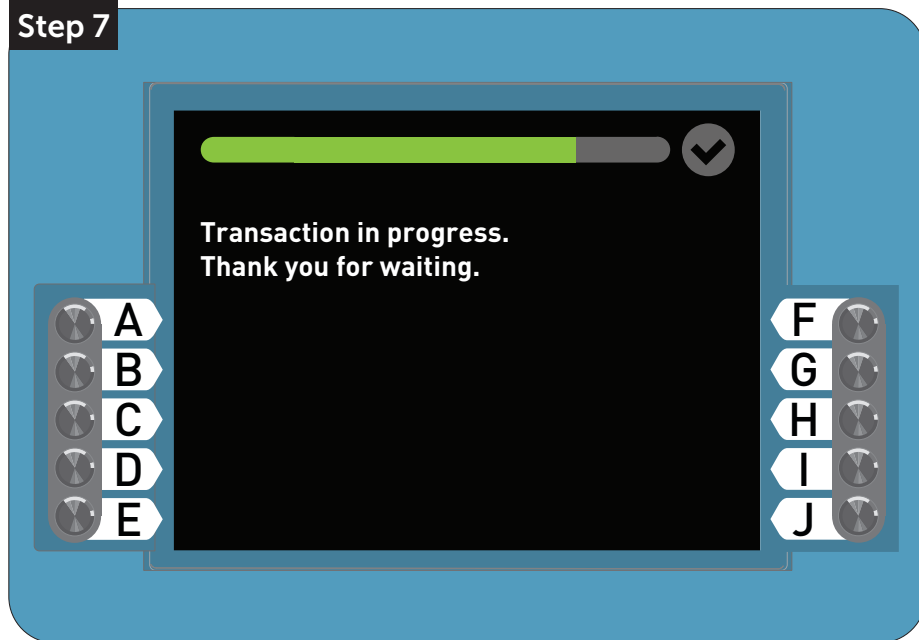 Step 7
Transaction in progress.
Thank you for waiting.
A
B
C
D
E
F
G
H
I
J